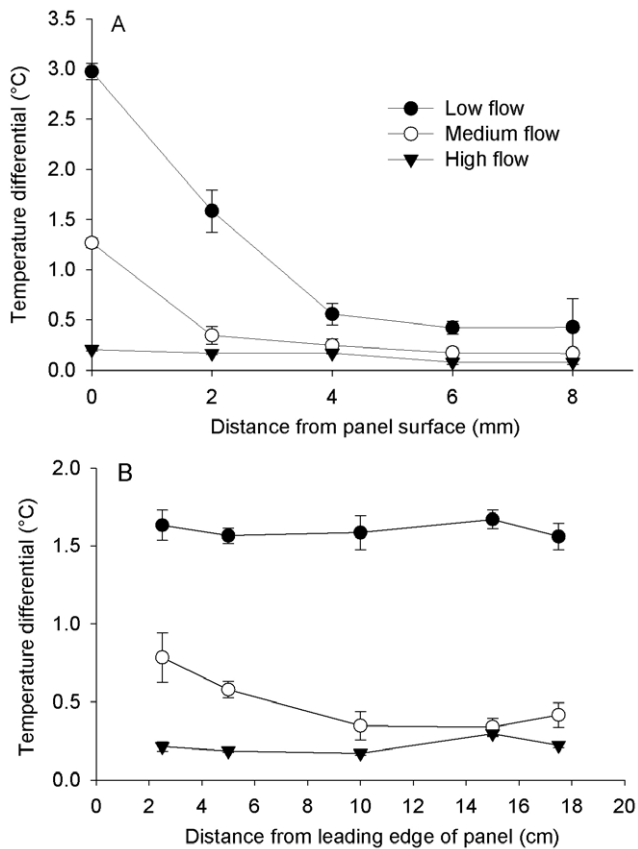 A
Temperature differential (°C)
3.5
3.0
2.5
2.0
1.5
1.0
0.5
0.0
Low flow
Medium flow
High flow
0 2 4 6 8
Distance from panel surface (mm)
B
Temperature differential (°C)
2.0
1.5
1.0
0.5
0.0
0 2 4 6 8 10 12 14 16 18 20
Distance from leading edge of panel (cm)